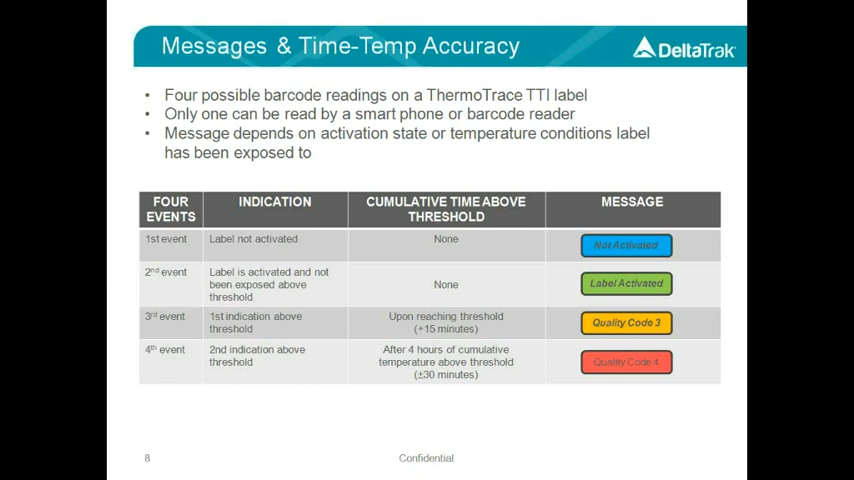 Messages & Time-Temp Accuracy
DeltaTrak
• Four possible barcode readings on a ThermoTrace TTI label
• Only one can be read by a smart phone or barcode reader
• Message depends on activation state or temperature conditions label
has been exposed to
FOUR EVENTS
INDICATION
CUMULATIVE TIME ABOVE THRESHOLD
MESSAGE
1st event
Label not activated
None
Not Activated
2nd event
Label is activated and not
been exposed above
threshold
None
Label Activated
3rd event
1st indication above
threshold
Upon reaching threshold
(+15 minutes)
Quality Code 3
4th event
2nd indication above
threshold
After 4 hours of cumulative
temperature above threshold
(±30 minutes)
Quality Code 4
8
Confidential